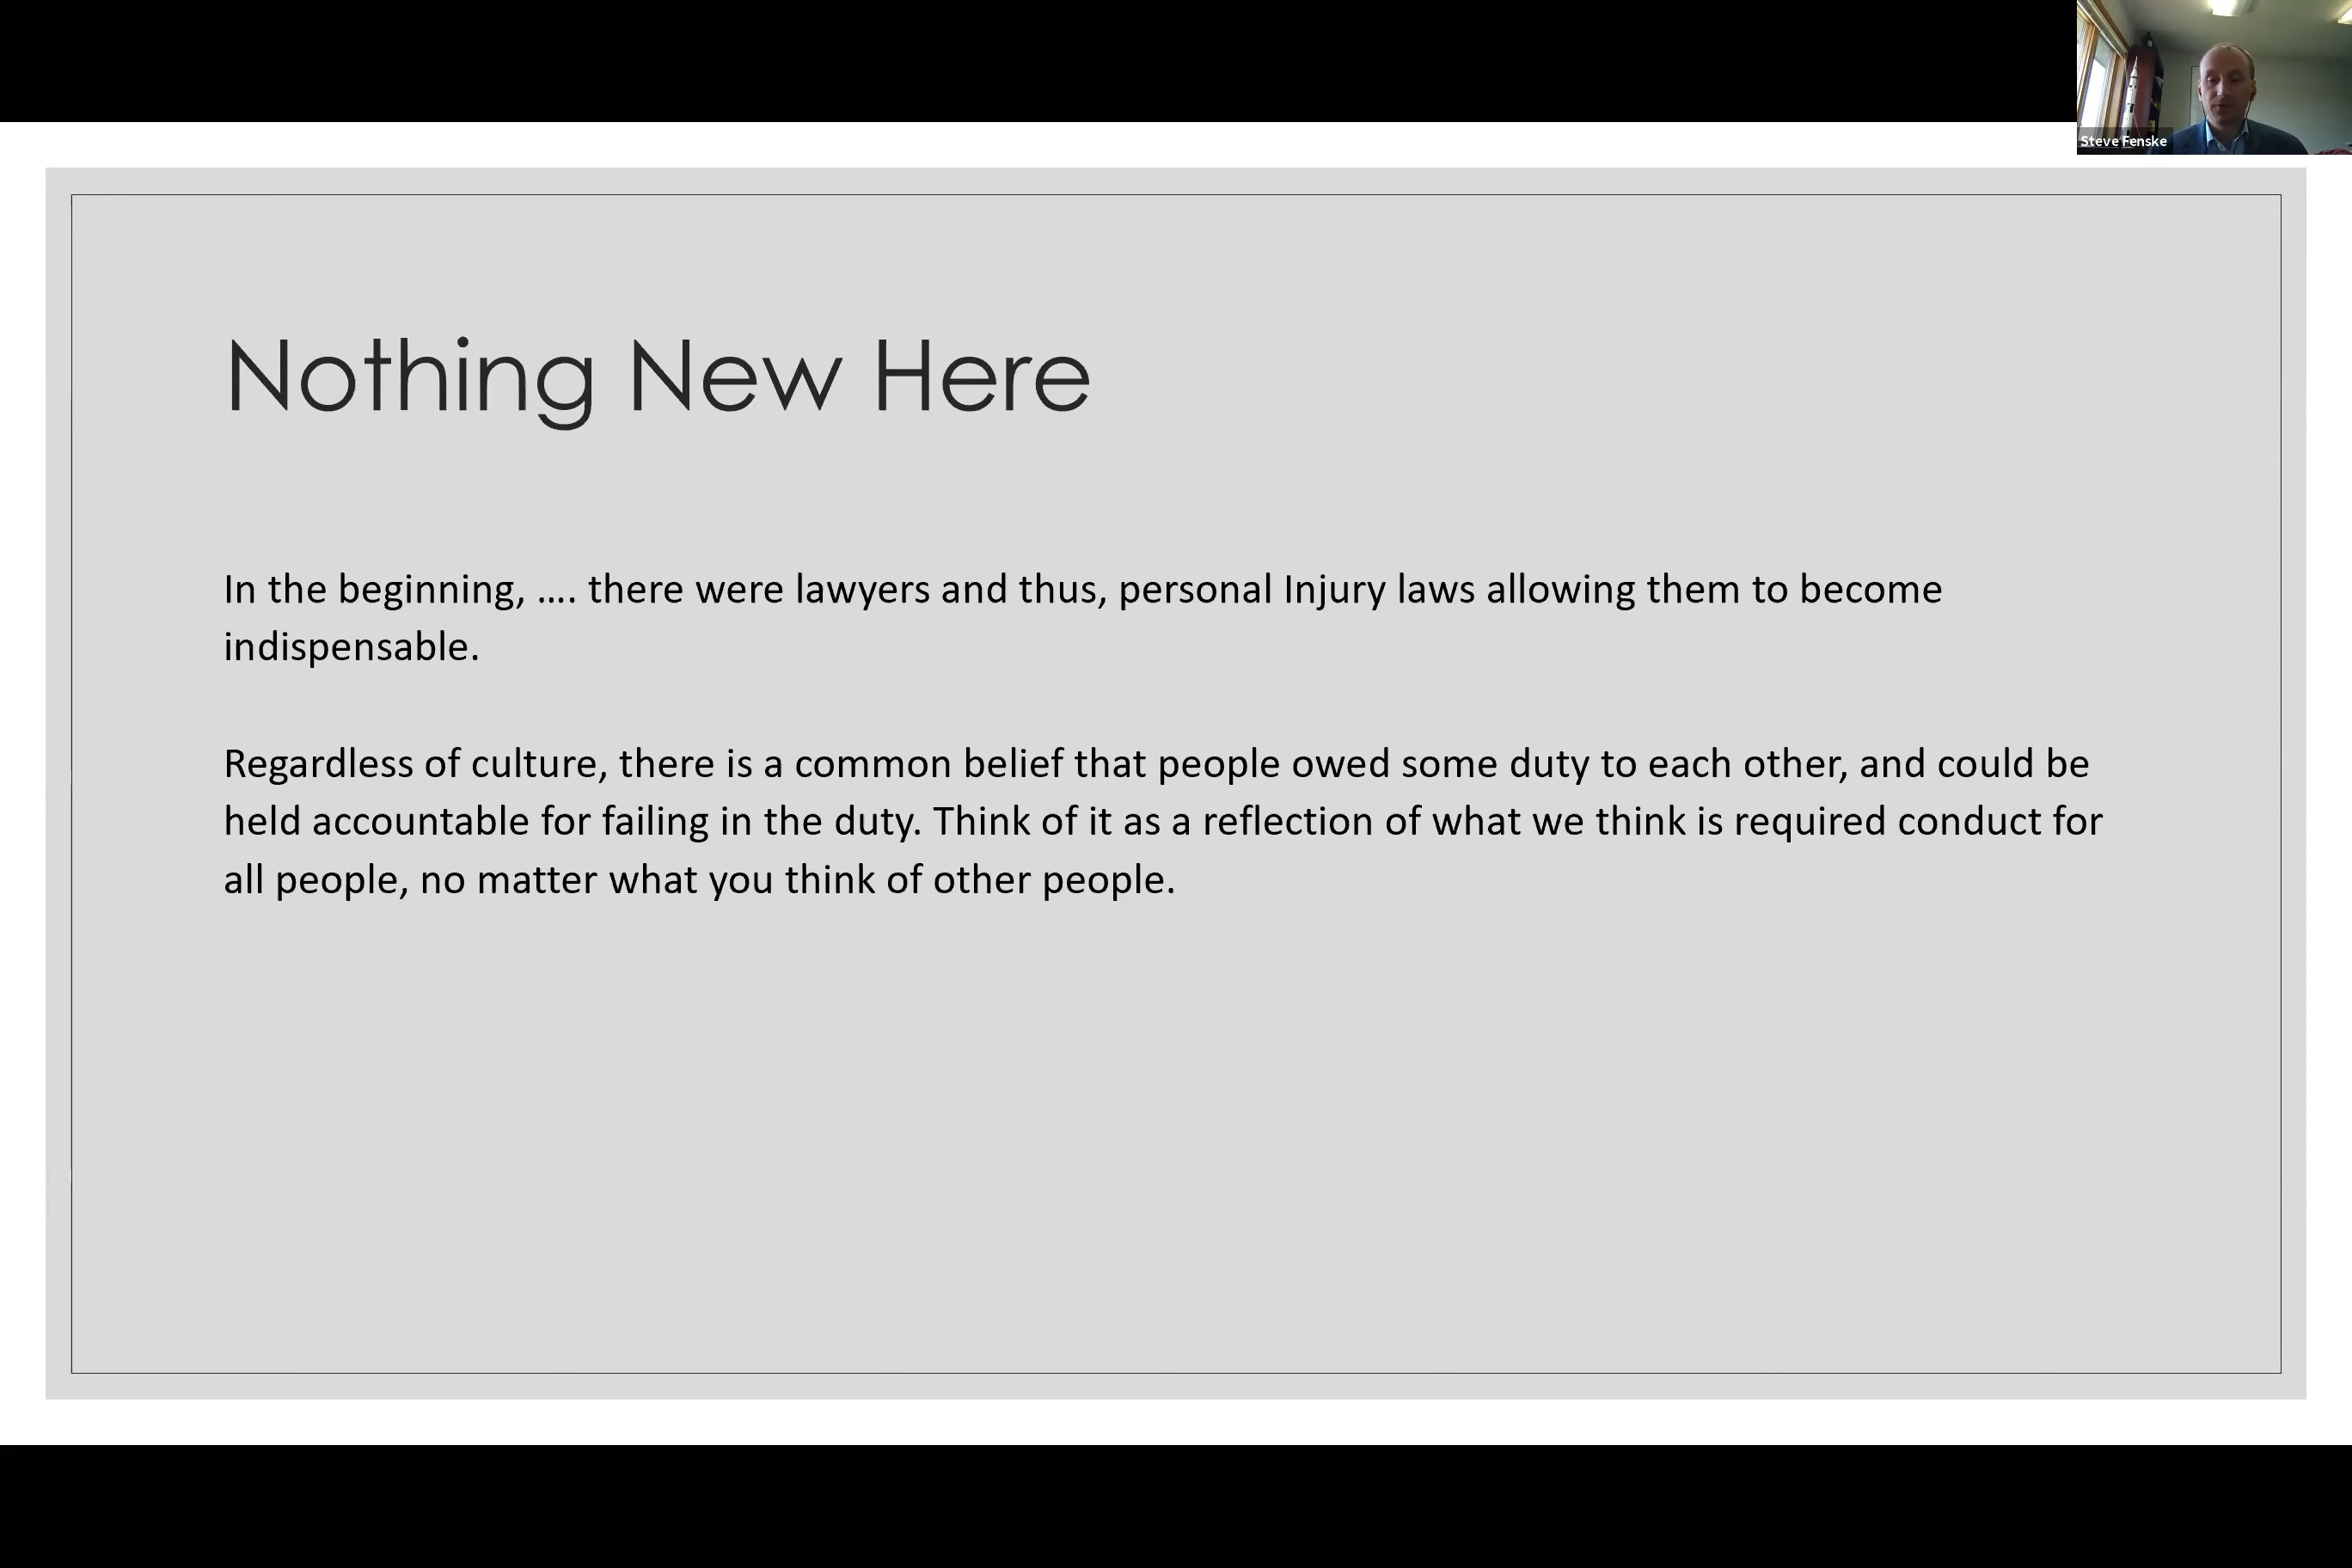 Steve Fenske
Nothing New Here
In the beginning, .... there were lawyers and thus, personal Injury laws allowing them to become
indispensable.
Regardless of culture, there is a common belief that people owed some duty to each other, and could be
held accountable for failing in the duty. Think of it as a reflection of what we think is required conduct for
all people, no matter what you think of other people.